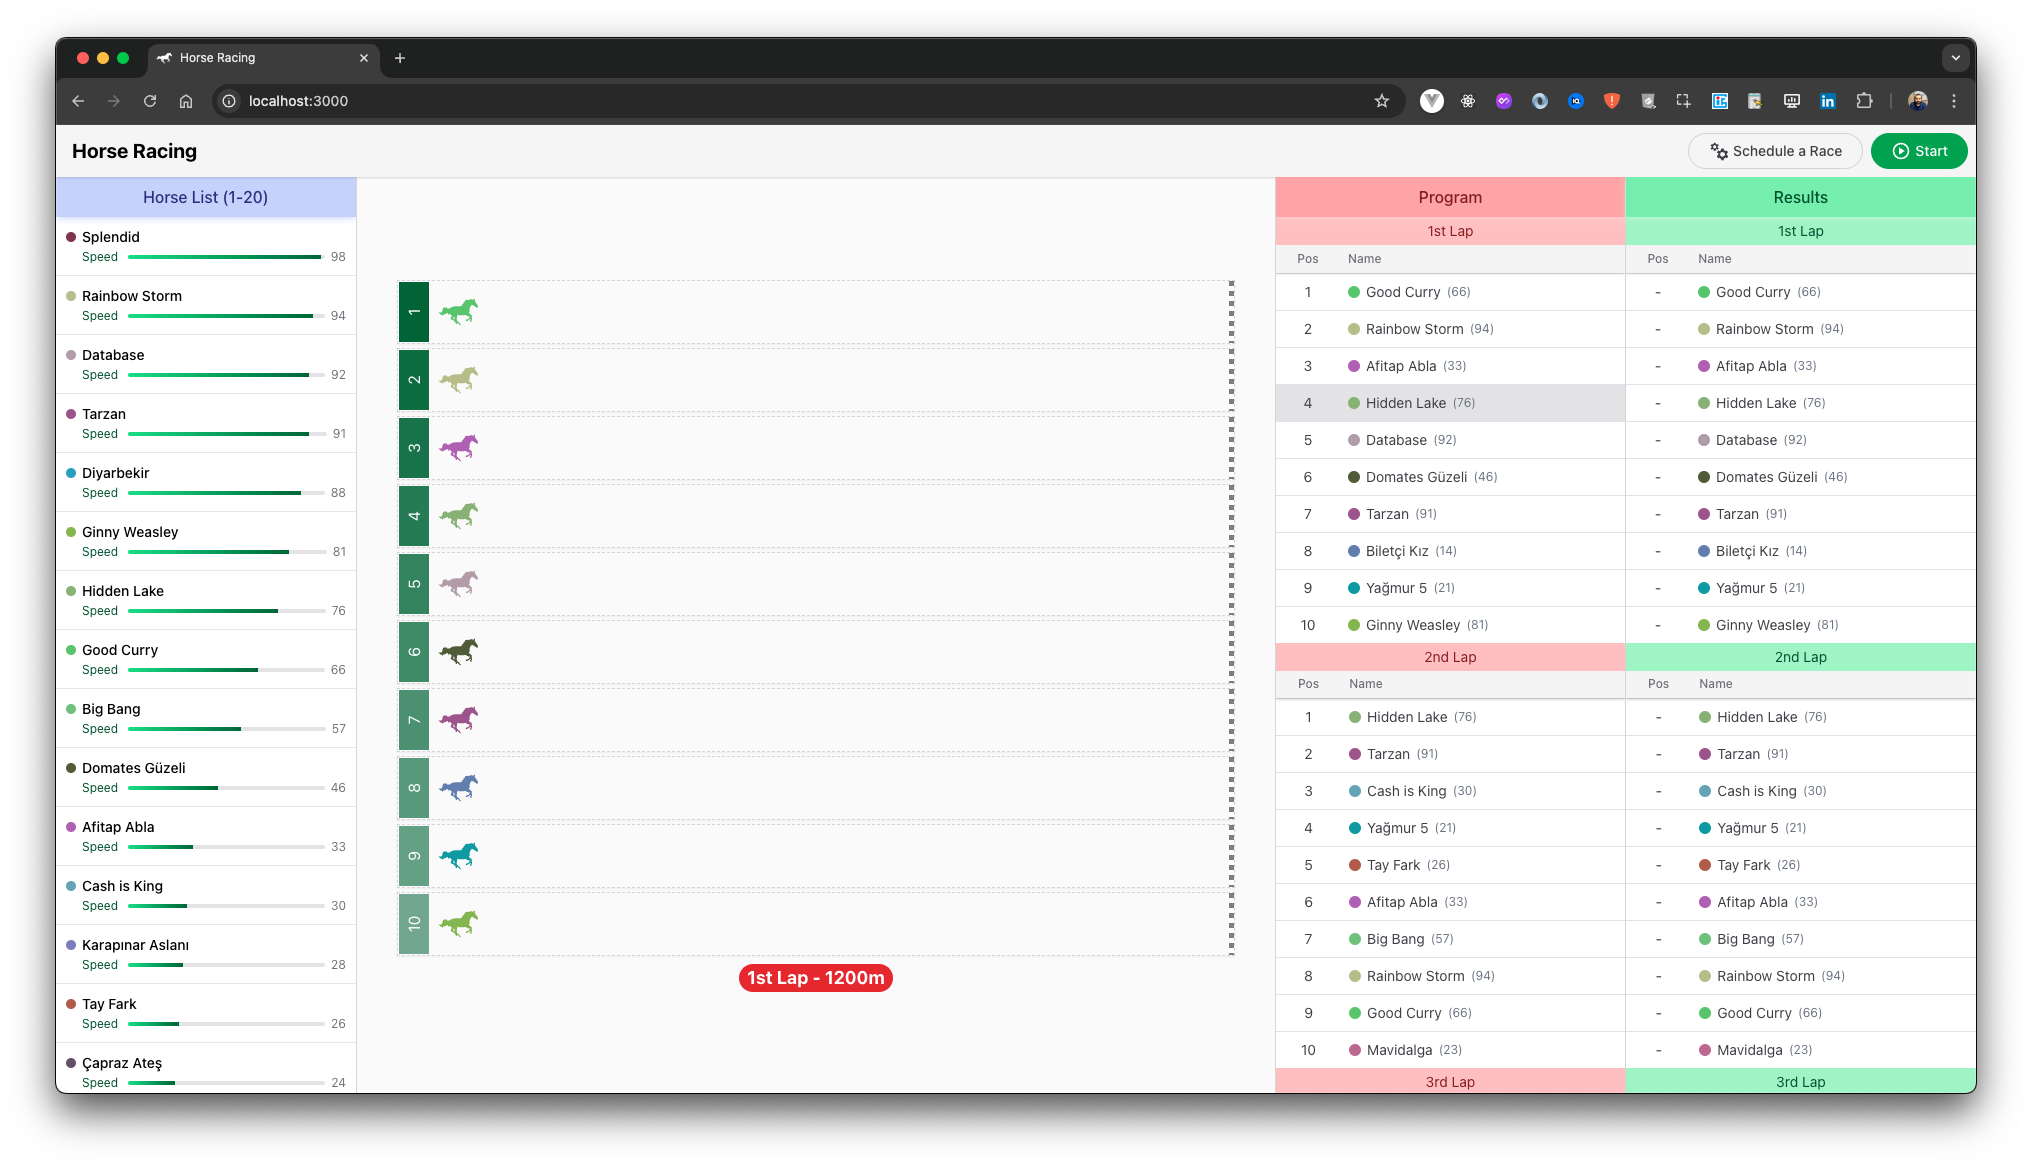 Horse Racing
localhost:3000
Horse Racing
Schedule a Race
Start
Horse List (1-20)
Splendid
Speed 98
Rainbow Storm
Speed 94
Database
Speed 92
Tarzan
Speed 91
Diyarbekir
Speed 88
Ginny Weasley
Speed 81
Hidden Lake
Speed 76
Good Curry
Speed 66
Big Bang
Speed 57
Domates Güzeli
Speed 46
Afitap Abla
Speed 33
Cash is King
Speed 30
Karapınar Aslanı
Speed 28
Tay Fark
Speed 26
Çapraz Ateş
Speed 24
1
2
3
4
5
6
7
8
9
10
1st Lap - 1200m
Program
1st Lap
Pos Name
1 Good Curry (66)
2 Rainbow Storm (94)
3 Afitap Abla (33)
4 Hidden Lake (76)
5 Database (92)
6 Domates Güzeli (46)
7 Tarzan (91)
8 Biletçi Kız (14)
9 Yağmur 5 (21)
10 Ginny Weasley (81)
2nd Lap
Pos Name
1 Hidden Lake (76)
2 Tarzan (91)
3 Cash is King (30)
4 Yağmur 5 (21)
5 Tay Fark (26)
6 Afitap Abla (33)
7 Big Bang (57)
8 Rainbow Storm (94)
9 Good Curry (66)
10 Mavidalga (23)
3rd Lap
Results
1st Lap
Pos Name
- Good Curry (66)
- Rainbow Storm (94)
- Afitap Abla (33)
- Hidden Lake (76)
- Database (92)
- Domates Güzeli (46)
- Tarzan (91)
- Biletçi Kız (14)
- Yağmur 5 (21)
- Ginny Weasley (81)
2nd Lap
Pos Name
- Hidden Lake (76)
- Tarzan (91)
- Cash is King (30)
- Yağmur 5 (21)
- Tay Fark (26)
- Afitap Abla (33)
- Big Bang (57)
- Rainbow Storm (94)
- Good Curry (66)
- Mavidalga (23)
3rd Lap